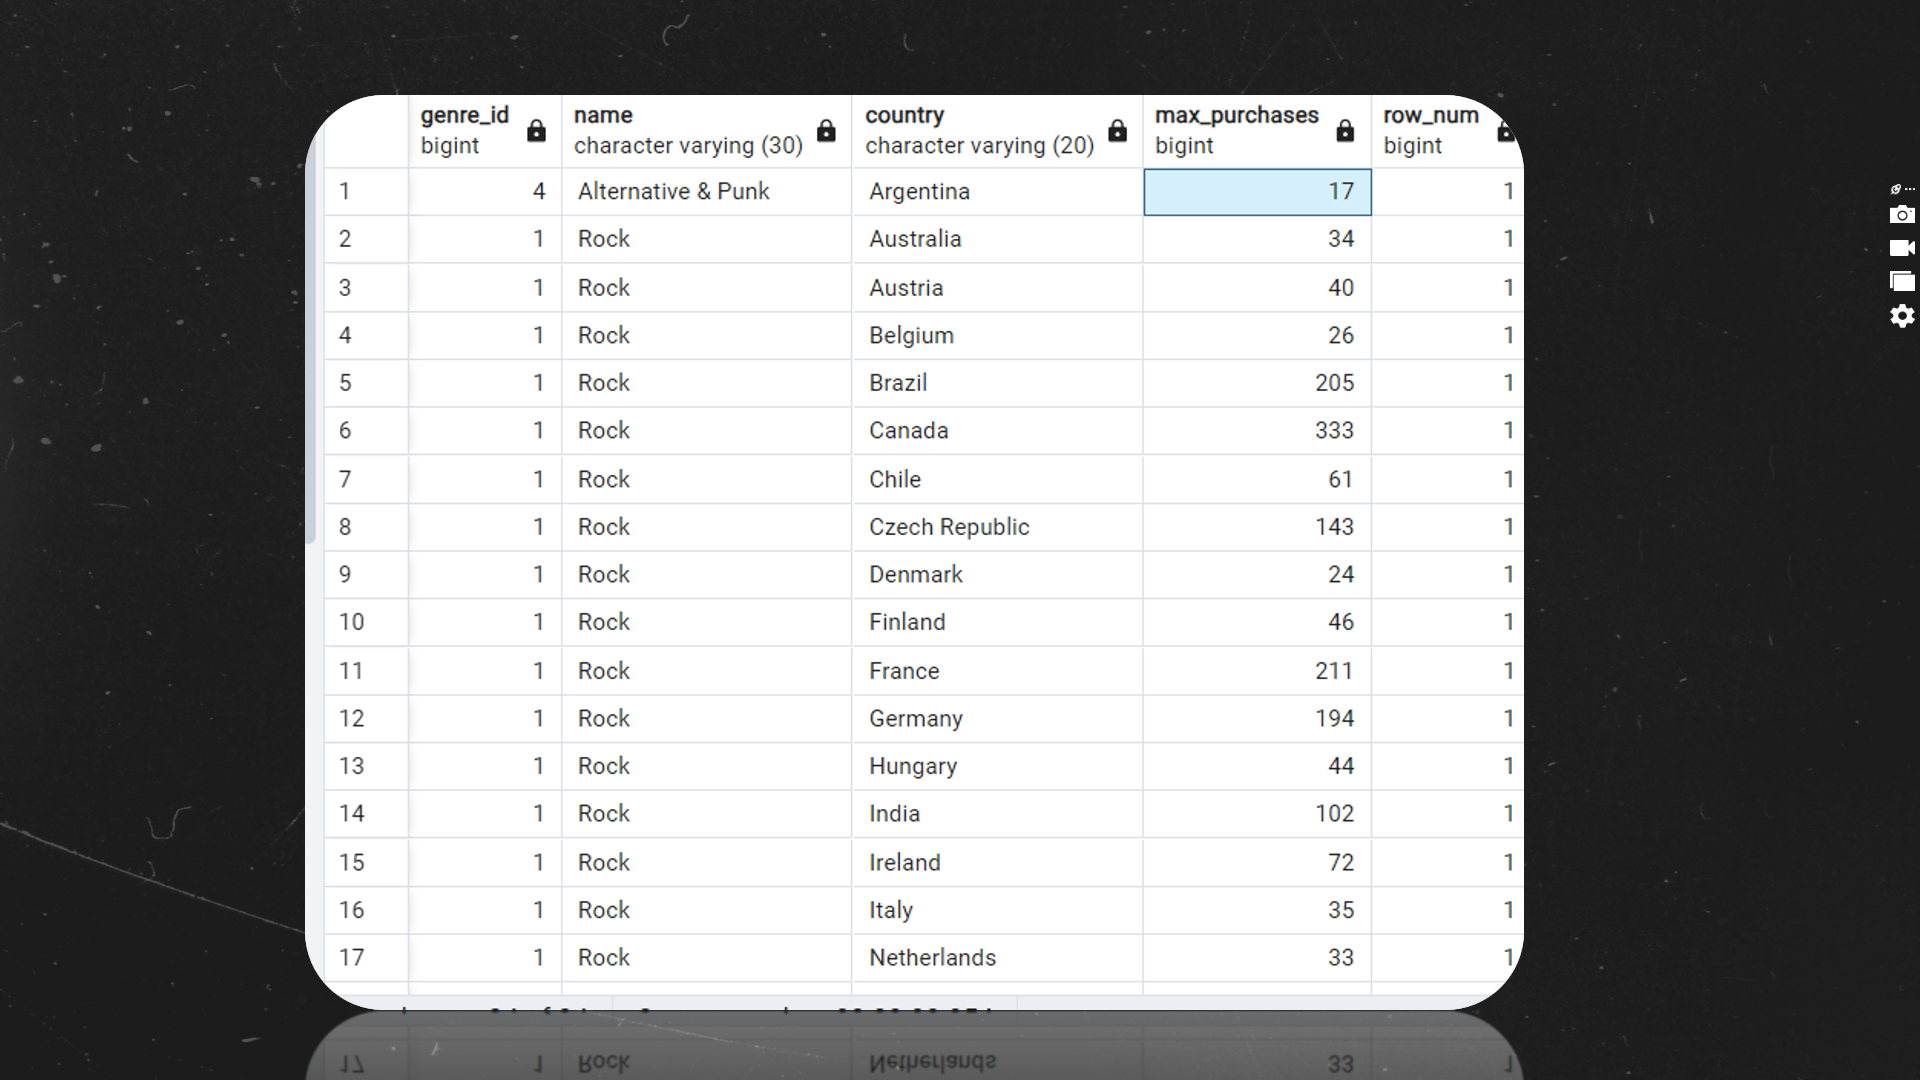 genre_id name country max_purchases row_num
bigint character varying (30) character varying (20) bigint bigint
1 4 Alternative & Punk Argentina 17 1
2 1 Rock Australia 34 1
3 1 Rock Austria 40 1
4 1 Rock Belgium 26 1
5 1 Rock Brazil 205 1
6 1 Rock Canada 333 1
7 1 Rock Chile 61 1
8 1 Rock Czech Republic 143 1
9 1 Rock Denmark 24 1
10 1 Rock Finland 46 1
11 1 Rock France 211 1
12 1 Rock Germany 194 1
13 1 Rock Hungary 44 1
14 1 Rock India 102 1
15 1 Rock Ireland 72 1
16 1 Rock Italy 35 1
17 1 Rock Netherlands 33 1